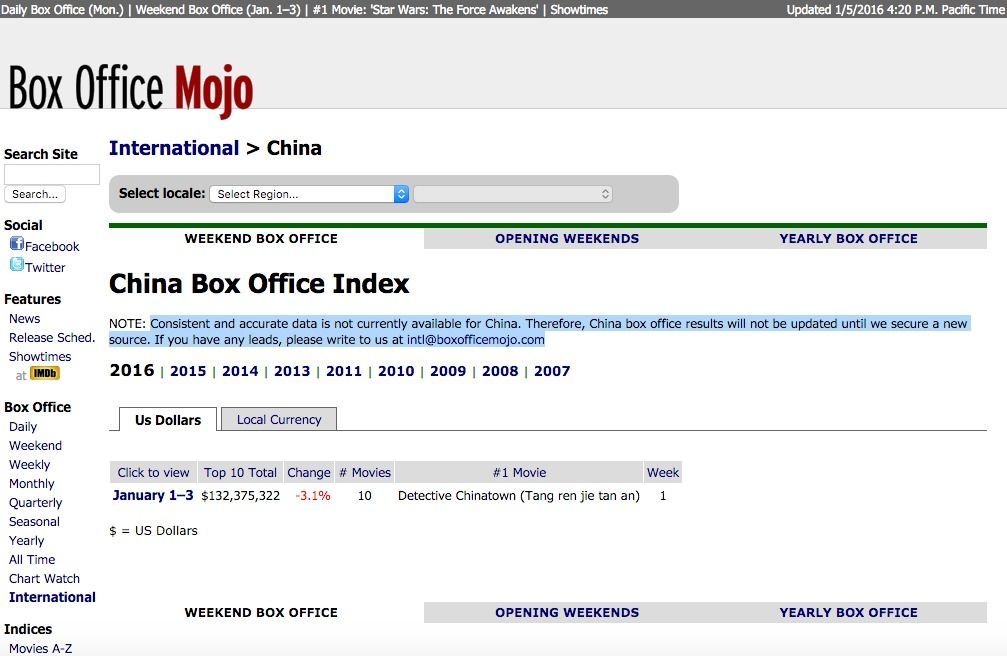 Daily Box Office (Mon.) | Weekend Box Office (Jan. 1–3) | #1 Movie: 'Star Wars: The Force Awakens' | Showtimes
Updated 1/5/2016 4:20 P.M. Pacific Time
Box Office Mojo
Search Site
Search...
Social
Facebook
Twitter
Features
News
Release Sched.
Showtimes
at IMDb
Box Office
Daily
Weekend
Weekly
Monthly
Quarterly
Seasonal
Yearly
All Time
Chart Watch
International
Indices
Movies A-Z
International > China
Select locale: Select Region...
WEEKEND BOX OFFICE OPENING WEEKENDS YEARLY BOX OFFICE
China Box Office Index
NOTE: Consistent and accurate data is not currently available for China. Therefore, China box office results will not be updated until we secure a new
source. If you have any leads, please write to us at intl@boxofficemojo.com
2016 | 2015 | 2014 | 2013 | 2011 | 2010 | 2009 | 2008 | 2007
Us Dollars Local Currency
Click to view Top 10 Total Change # Movies #1 Movie Week
January 1–3 $132,375,322 -3.1% 10 Detective Chinatown (Tang ren jie tan an) 1
$ = US Dollars
WEEKEND BOX OFFICE OPENING WEEKENDS YEARLY BOX OFFICE